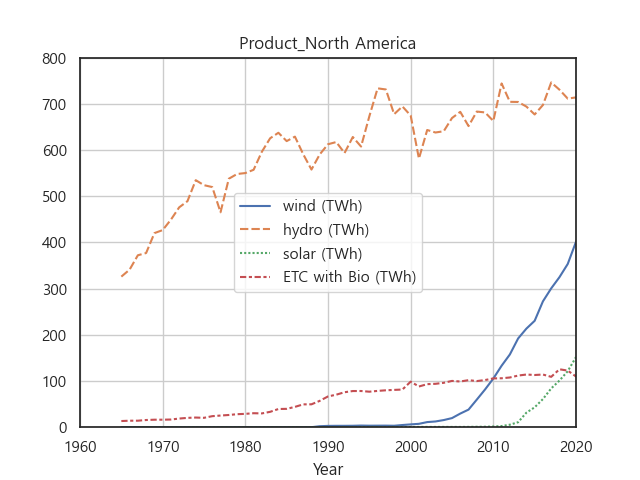 Product_North America
800
700
600
500
400
300
200
100
0
wind (TWh)
hydro (TWh)
solar (TWh)
ETC with Bio (TWh)
1960 1970 1980 1990 2000 2010 2020
Year